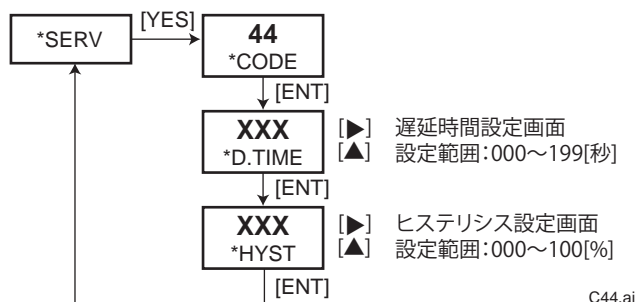 [YES]
*SERV
44
*CODE
[ENT]
XXX
*D.TIME
[▶] 遅延時間設定画面
[▲] 設定範囲：000～199[秒]
[ENT]
XXX
*HYST
[▶] ヒステリシス設定画面
[▲] 設定範囲：000～100[%]
[ENT]
C44.ai